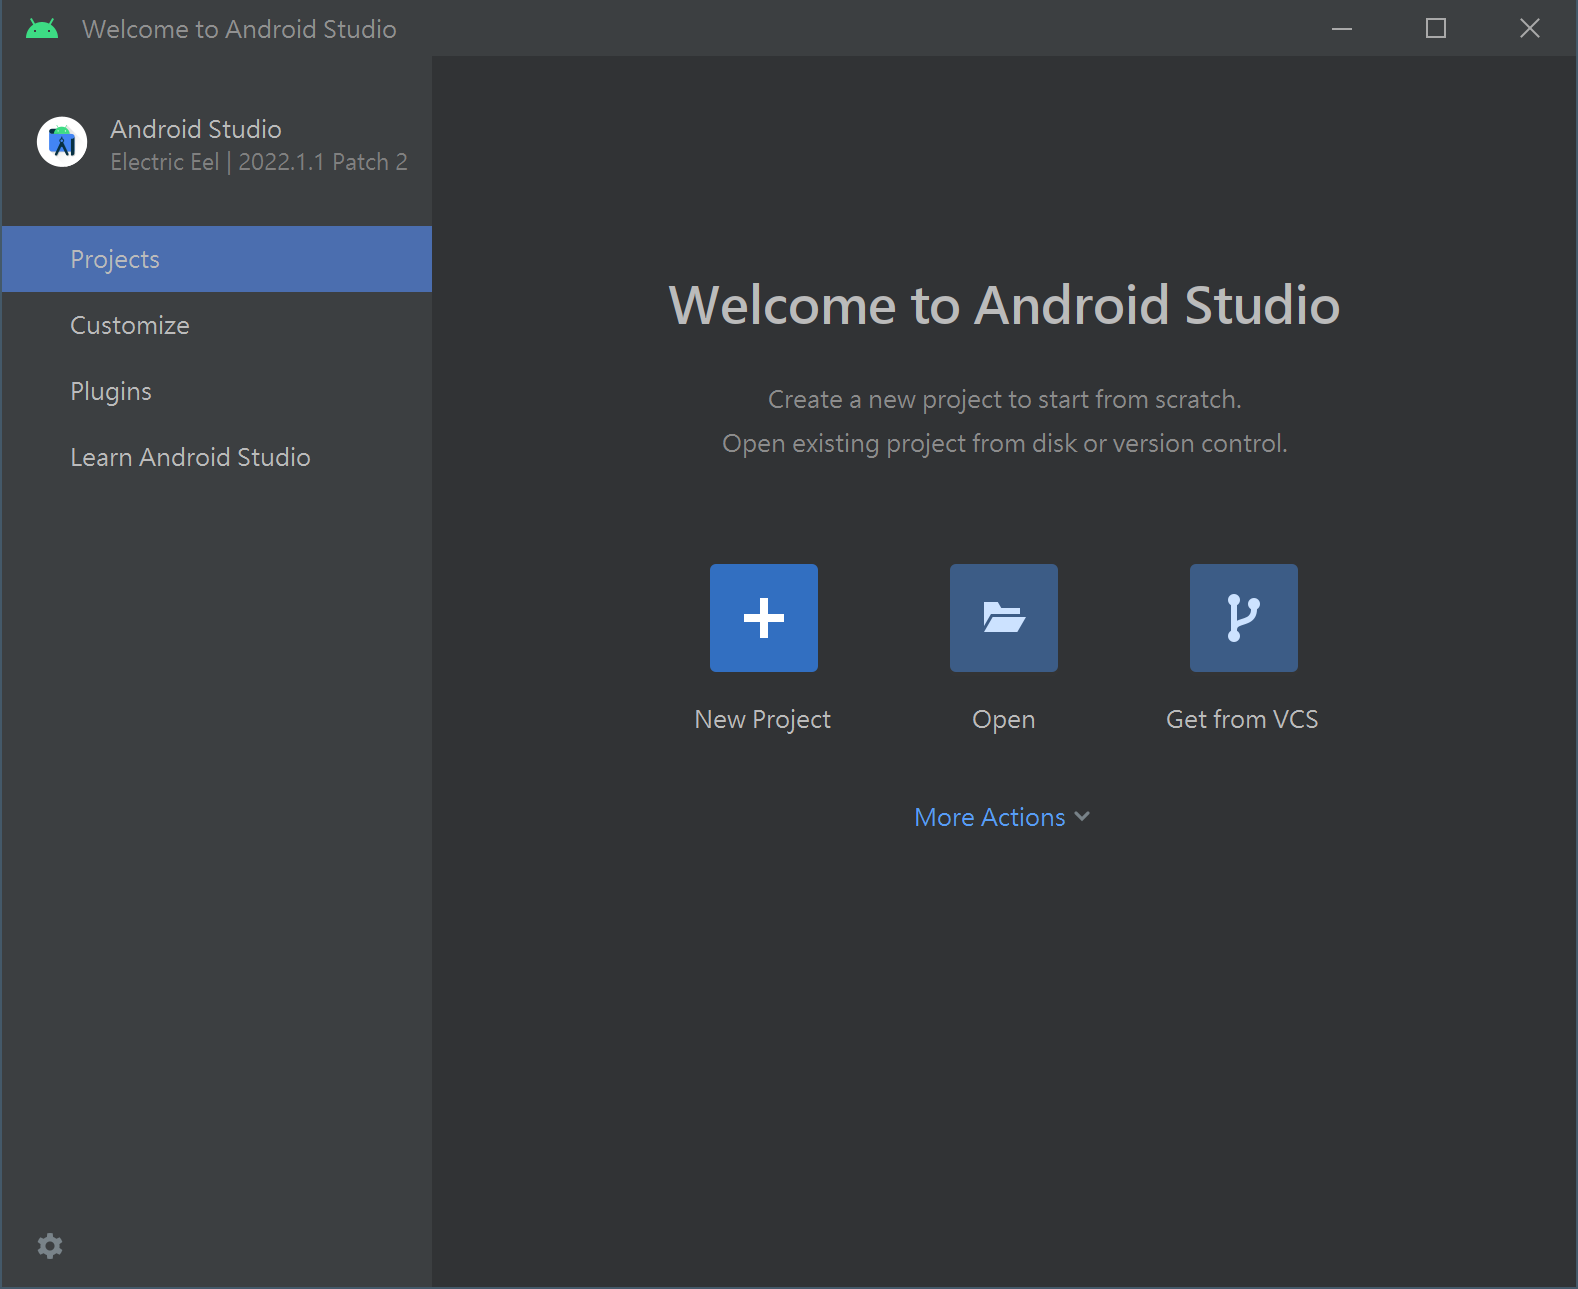 Welcome to Android Studio
Android Studio
Electric Eel | 2022.1.1 Patch 2
Projects
Customize
Plugins
Learn Android Studio
Welcome to Android Studio
Create a new project to start from scratch.
Open existing project from disk or version control.
New Project
Open
Get from VCS
More Actions